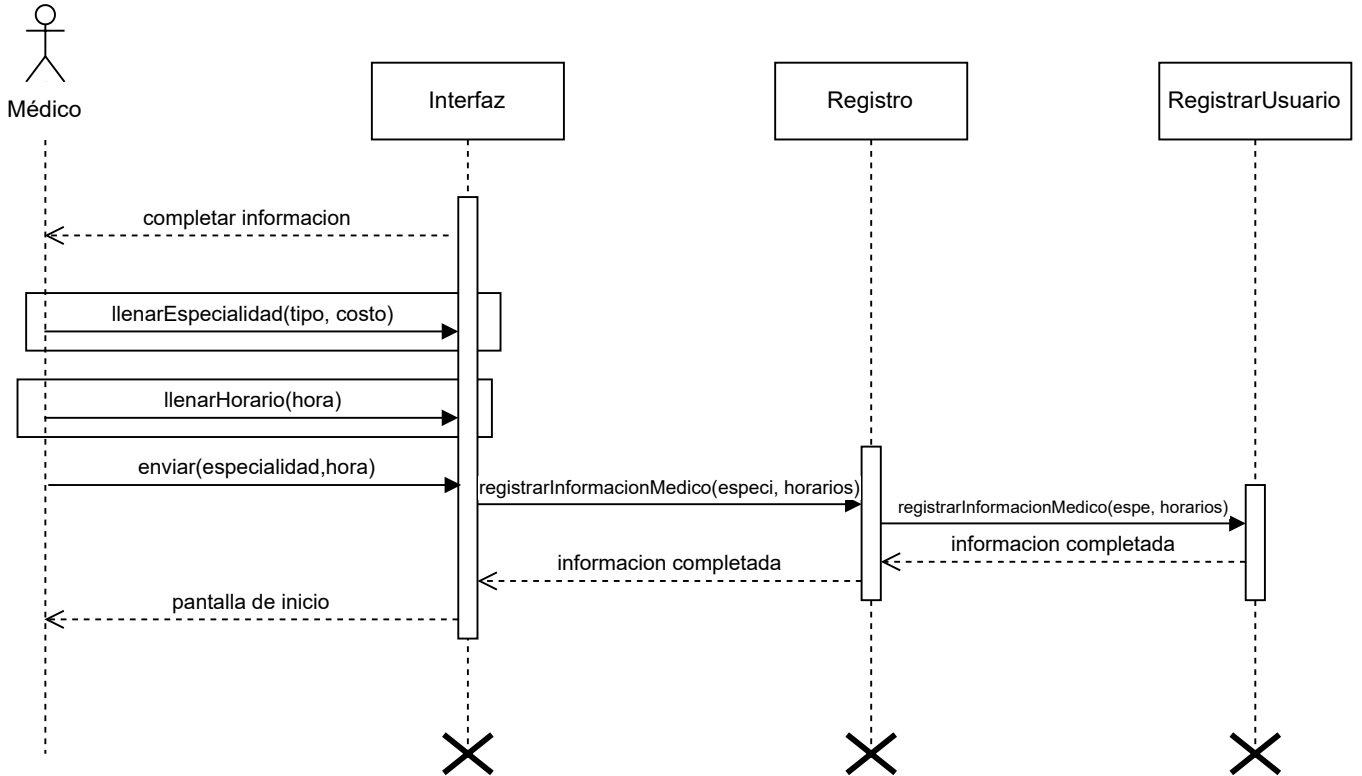 Médico
Interfaz
Registro
RegistrarUsuario
completar informacion
llenarEspecialidad(tipo, costo)
llenarHorario(hora)
enviar(especialidad,hora)
registrarInformacionMedico(especi, horarios)
registrarInformacionMedico(espe, horarios)
informacion completada
informacion completada
pantalla de inicio